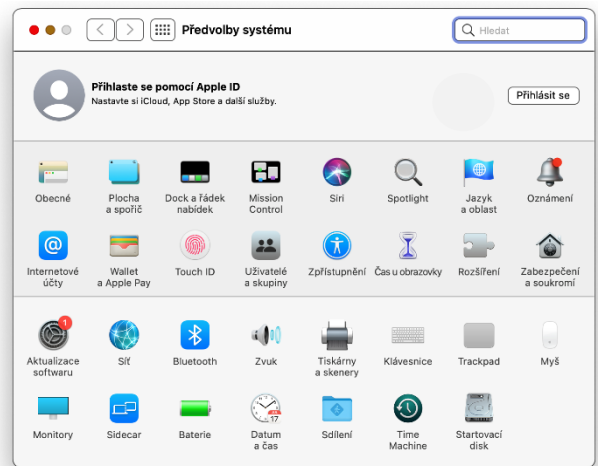 Předvolby systému
Hledat
Přihlaste se pomocí Apple ID
Nastavte si iCloud, App Store a další služby.
Přihlásit se
Obecné
Plocha
a spořič
Dock a řádek
nabídek
Mission
Control
Siri
Spotlight
Jazyk
a oblast
Oznámení
Internetové
účty
Wallet
a Apple Pay
Touch ID
Uživatelé
a skupiny
Zpřístupnění
Čas u obrazovky
Rozšíření
Zabezpečení
a soukromí
1
Aktualizace
softwaru
Síť
Bluetooth
Zvuk
Tiskárny
a skenery
Klávesnice
Trackpad
Myš
Monitory
Sidecar
Baterie
17
Datum
a čas
Sdílení
Time
Machine
Startovací
disk